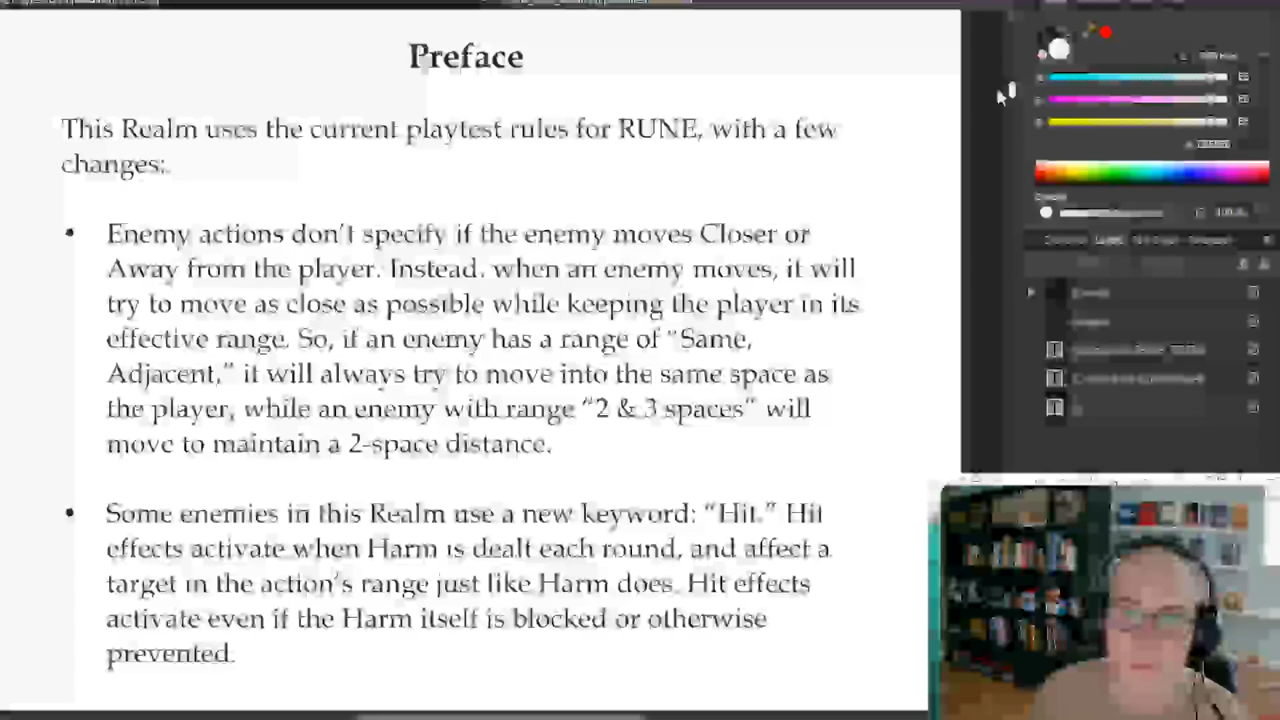 Preface
This Realm uses the current playtest rules for RUNE, with a few
changes:
• Enemy actions don't specify if the enemy moves Closer or
Away from the player. Instead, when an enemy moves, it will
try to move as close as possible while keeping the player in its
effective range. So, if an enemy has a range of "Same,
Adjacent," it will always try to move into the same space as
the player, while an enemy with range "2 & 3 spaces" will
move to maintain a 2-space distance.
• Some enemies in this Realm use a new keyword: "Hit." Hit
effects activate when Harm is dealt each round, and affect a
target in the action's range just like Harm does. Hit effects
activate even if the Harm itself is blocked or otherwise
prevented.